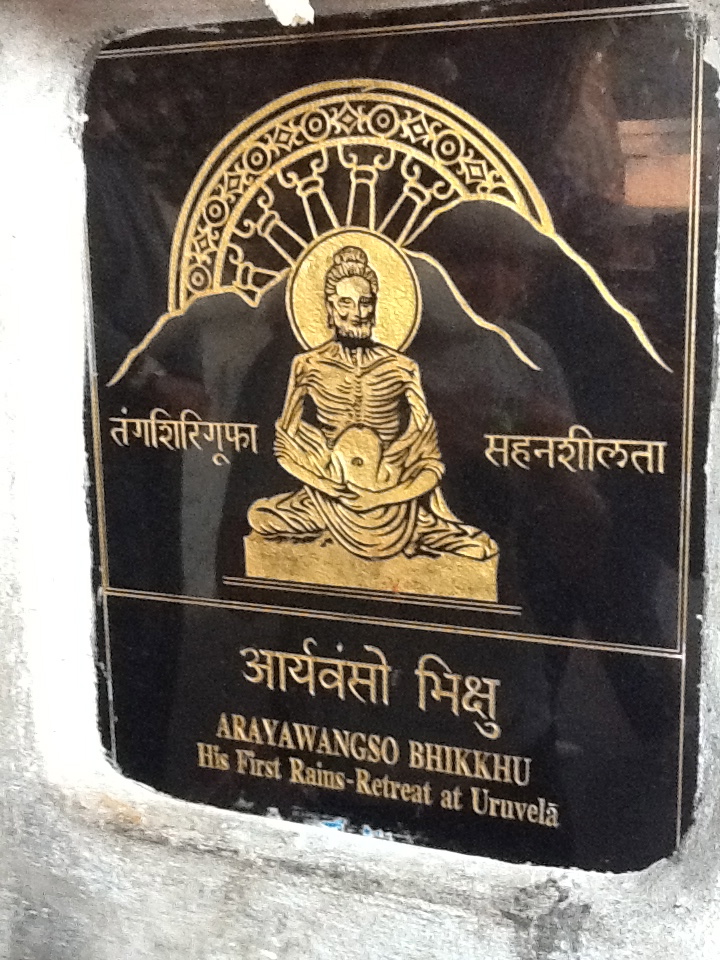 तंगशिरिगूफा
सहनशीलता
आर्यवंसो भिक्षु
ARAYAWANGSO BHIKKHU
His First Rains-Retreat at Uruvelā